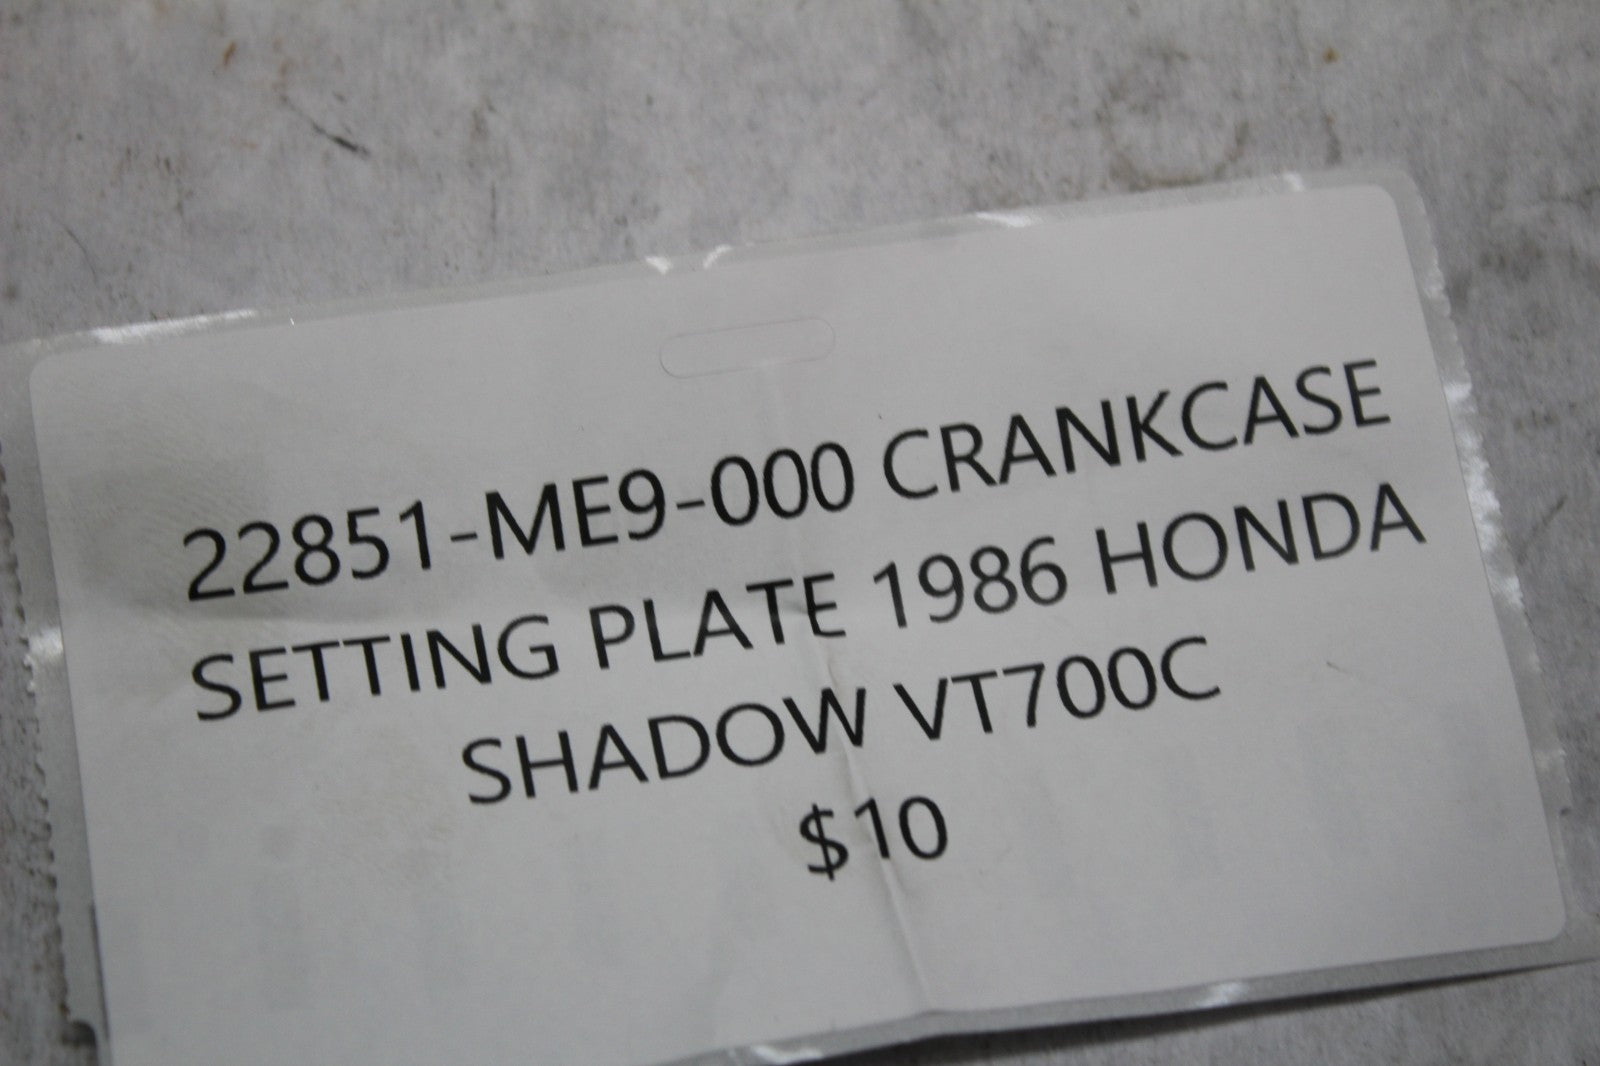 22851-ME9-000 CRANKCASE
SETTING PLATE 1986 HONDA
SHADOW VT700C
$10